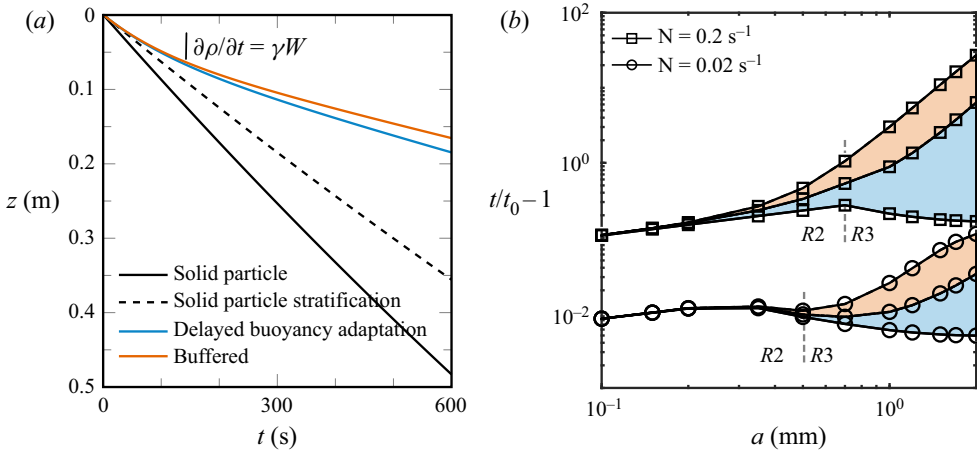 (a)
0
0.1
0.2
0.3
0.4
0.5
z (m)
∂ρ/∂t = γW
Solid particle
Solid particle stratification
Delayed buoyancy adaptation
Buffered
0
300
600
t (s)
(b)
10²
10⁰
10⁻²
t/t₀ – 1
N = 0.2 s⁻¹
N = 0.02 s⁻¹
R2
R3
R2
R3
10⁻¹
10⁰
a (mm)